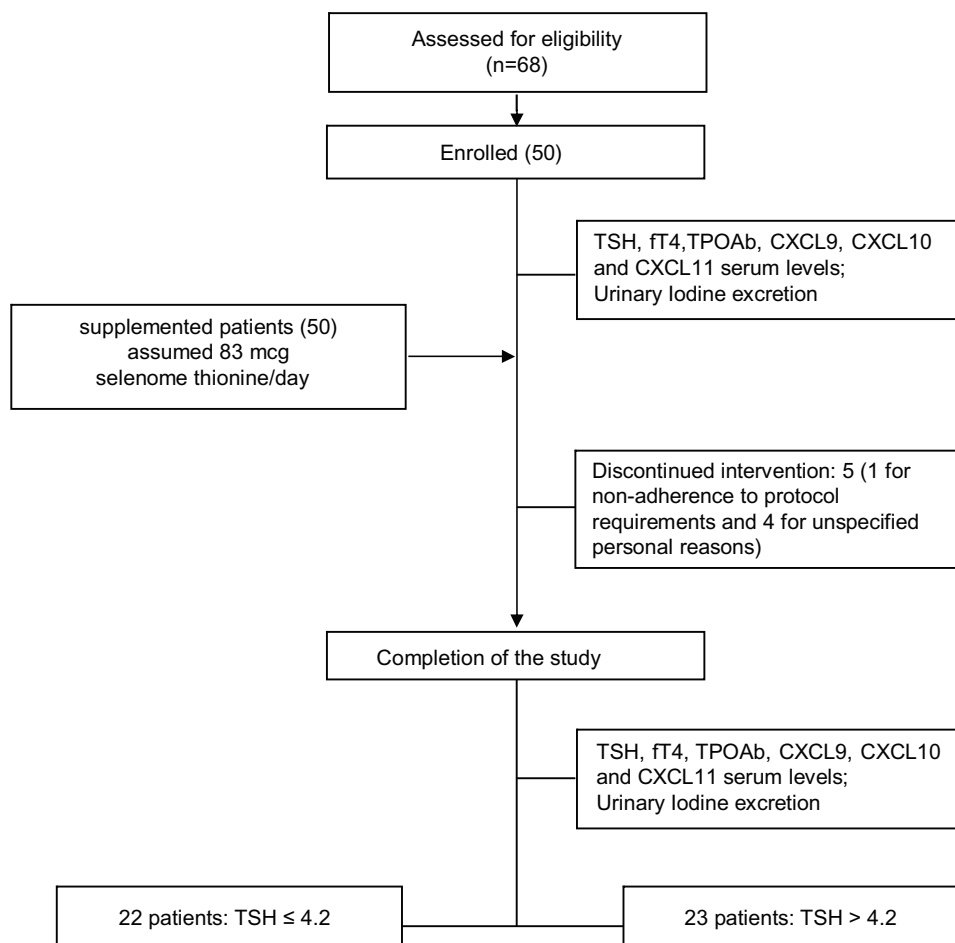 Assessed for eligibility
(n=68)
Enrolled (50)
TSH, fT4,TPOAb, CXCL9, CXCL10
and CXCL11 serum levels;
Urinary Iodine excretion
supplemented patients (50)
assumed 83 mcg
selenome thionine/day
Discontinued intervention: 5 (1 for
non-adherence to protocol
requirements and 4 for unspecified
personal reasons)
Completion of the study
TSH, fT4, TPOAb, CXCL9, CXCL10
and CXCL11 serum levels;
Urinary Iodine excretion
22 patients: TSH ≤ 4.2
23 patients: TSH > 4.2